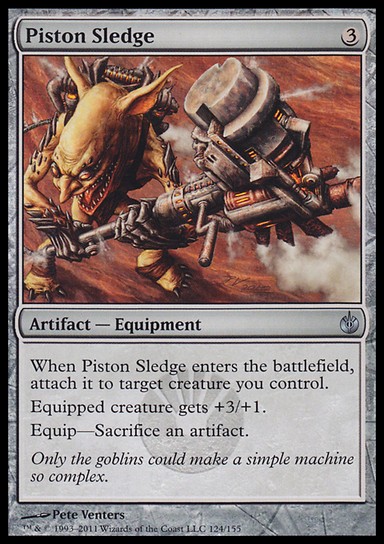 Piston Sledge 3
Artifact — Equipment
When Piston Sledge enters the battlefield,
attach it to target creature you control.
Equipped creature gets +3/+1.
Equip—Sacrifice an artifact.
Only the goblins could make a simple machine
so complex.
Pete Venters
™ & © 1993–2011 Wizards of the Coast LLC 124/155